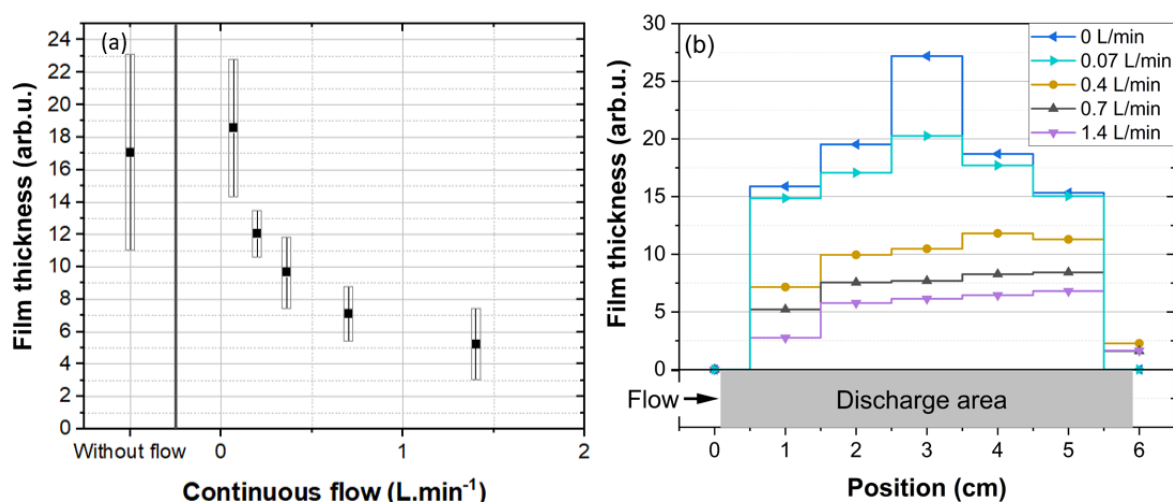 (a)
Film thickness (arb.u.)
24
22
20
18
16
14
12
10
8
6
4
2
0
Without flow 0 1 2
Continuous flow (L.min⁻¹)
(b)
Film thickness (arb.u.)
30
25
20
15
10
5
0
0 L/min
0.07 L/min
0.4 L/min
0.7 L/min
1.4 L/min
Flow
Discharge area
0 1 2 3 4 5 6
Position (cm)